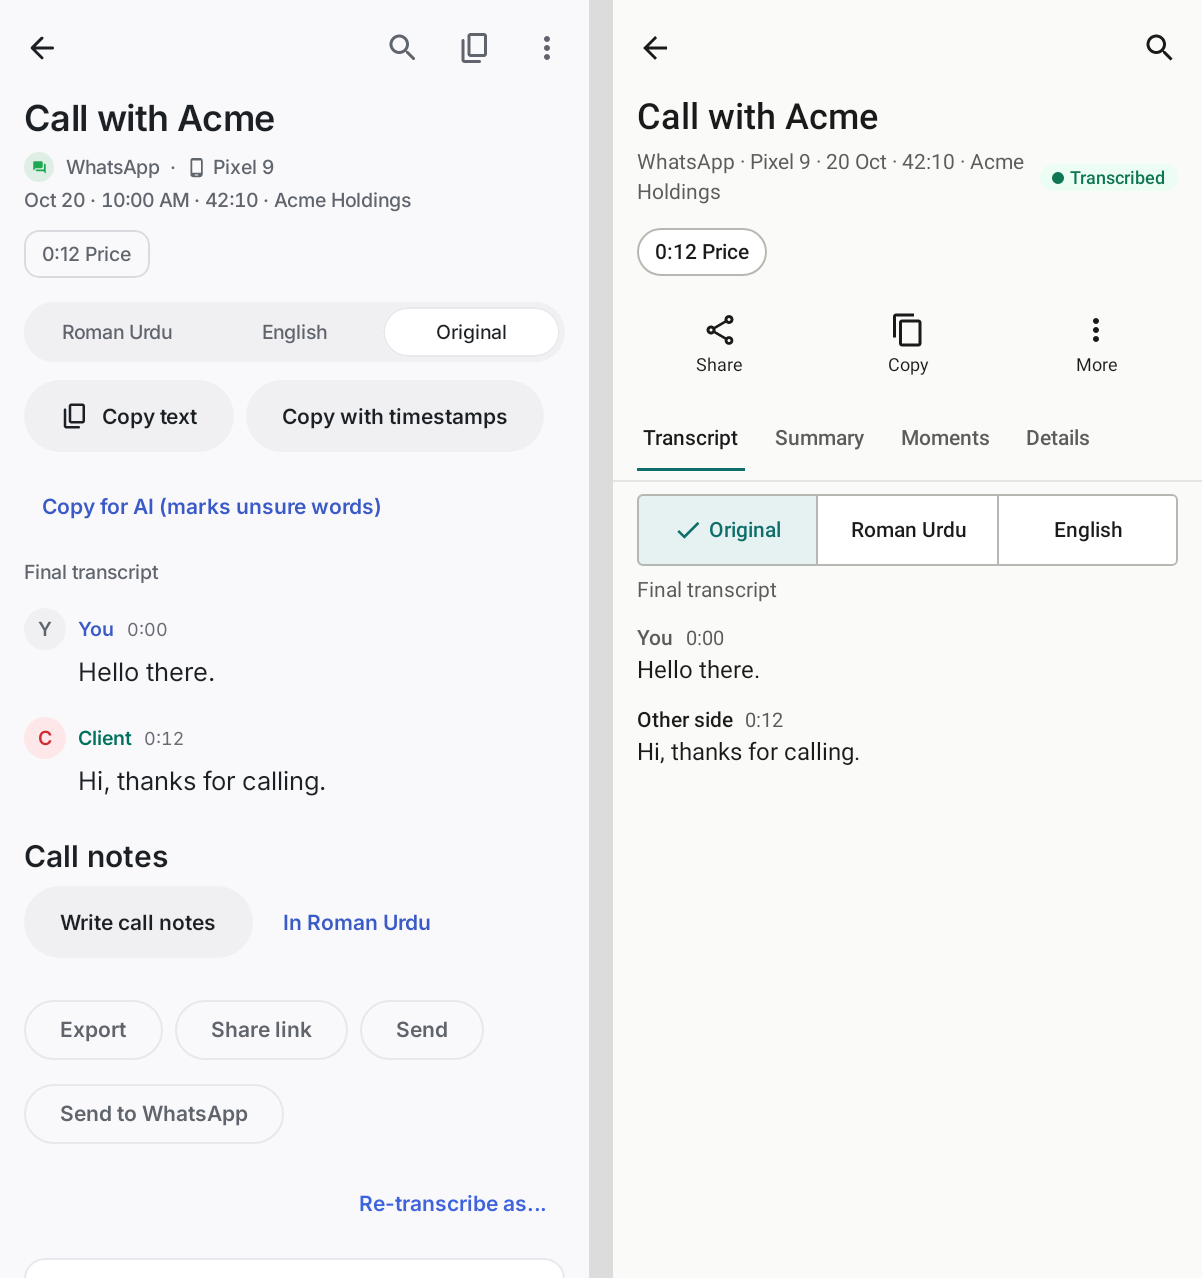 Call with Acme
WhatsApp · Pixel 9
Oct 20 · 10:00 AM · 42:10 · Acme Holdings
0:12 Price
Roman Urdu English Original
Copy text Copy with timestamps
Copy for AI (marks unsure words)
Final transcript
Y You 0:00
Hello there.
C Client 0:12
Hi, thanks for calling.
Call notes
Write call notes In Roman Urdu
Export Share link Send
Send to WhatsApp
Re-transcribe as...
Call with Acme
WhatsApp · Pixel 9 · 20 Oct · 42:10 · Acme
Holdings
Transcribed
0:12 Price
Share Copy More
Transcript Summary Moments Details
Original Roman Urdu English
Final transcript
You 0:00
Hello there.
Other side 0:12
Hi, thanks for calling.